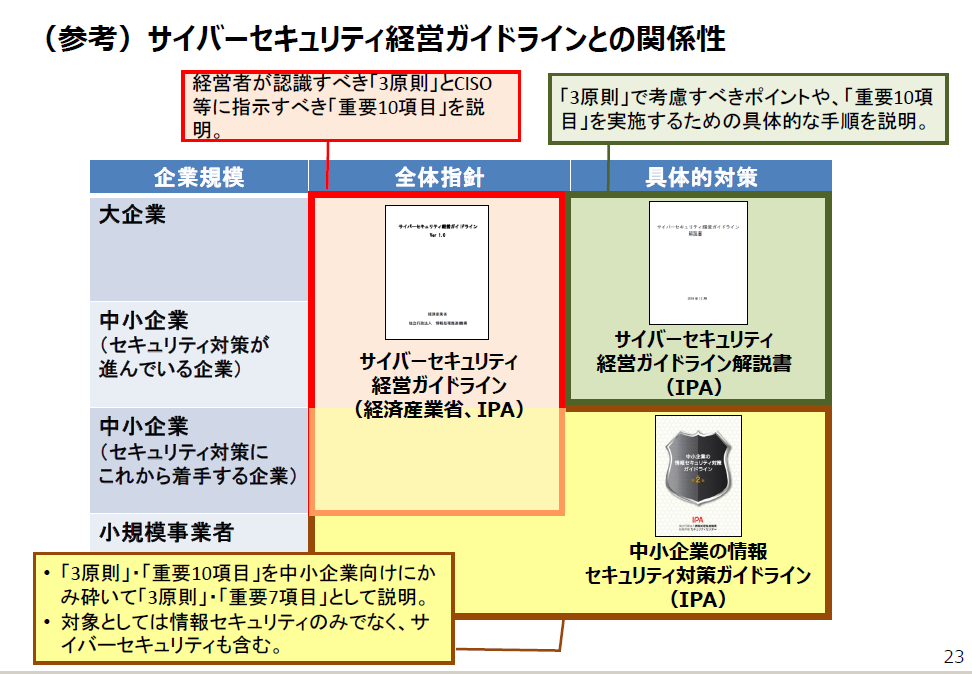 （参考）サイバーセキュリティ経営ガイドラインとの関係性
経営者が認識すべき「3原則」とCISO
等に指示すべき「重要10項目」を説
明。
「3原則」で考慮すべきポイントや、「重要10項
目」を実施するための具体的な手順を説明。
企業規模
全体指針
具体的対策
大企業
中小企業
（セキュリティ対策が
進んでいる企業）
中小企業
（セキュリティ対策に
これから着手する企業）
小規模事業者
サイバーセキュリティ経営ガイドライン
Ver 1.0
経済産業省
独立行政法人 情報処理推進機構
サイバーセキュリティ
経営ガイドライン
（経済産業省、IPA）
サイバーセキュリティ経営ガイドライン
解説書
サイバーセキュリティ
経営ガイドライン解説書
（IPA）
中小企業の
情報セキュリティ対策
ガイドライン
第2版
IPA
中小企業の情報
セキュリティ対策ガイドライン
（IPA）
• 「3原則」・「重要10項目」を中小企業向けにか
み砕いて「3原則」・「重要7項目」として説明。
• 対象としては情報セキュリティのみでなく、サ
イバーセキュリティも含む。
23